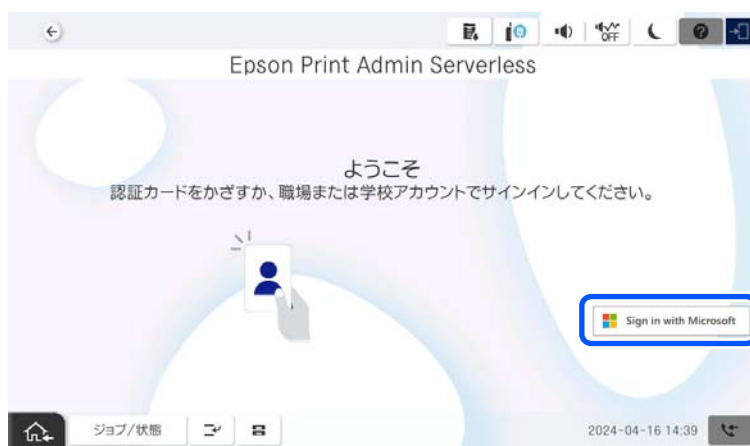 OFF
Epson Print Admin Serverless
ようこそ
認証カードをかざすか、職場または学校アカウントでサインインしてください。
Sign in with Microsoft
ジョブ/状態
2024-04-16 14:39